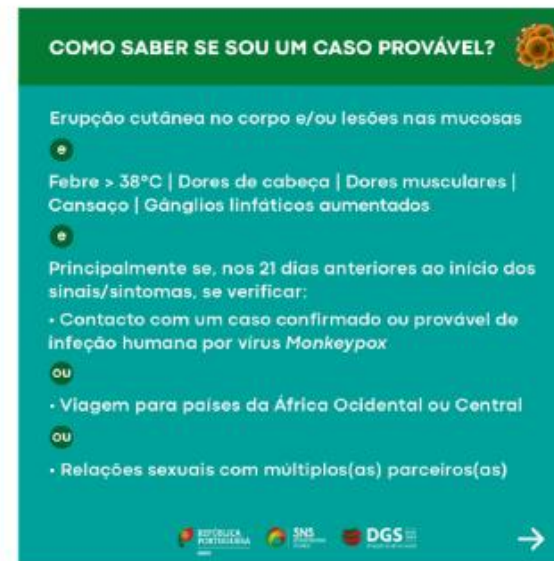 COMO SABER SE SOU UM CASO PROVÁVEL?
Erupção cutânea no corpo e/ou lesões nas mucosas
e
Febre > 38°C | Dores de cabeça | Dores musculares |
Cansaço | Gânglios linfáticos aumentados
e
Principalmente se, nos 21 dias anteriores ao início dos
sinais/sintomas, se verificar:
• Contacto com um caso confirmado ou provável de
infeção humana por vírus Monkeypox
ou
• Viagem para países da África Ocidental ou Central
ou
• Relações sexuais com múltiplos(as) parceiros(as)
REPÚBLICA
PORTUGUESA
SNS
DGS